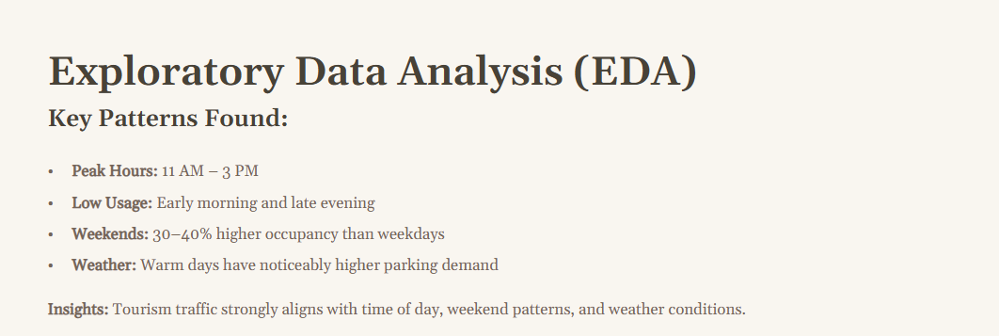 Exploratory Data Analysis (EDA)
Key Patterns Found:
• Peak Hours: 11 AM – 3 PM
• Low Usage: Early morning and late evening
• Weekends: 30–40% higher occupancy than weekdays
• Weather: Warm days have noticeably higher parking demand
Insights: Tourism traffic strongly aligns with time of day, weekend patterns, and weather conditions.